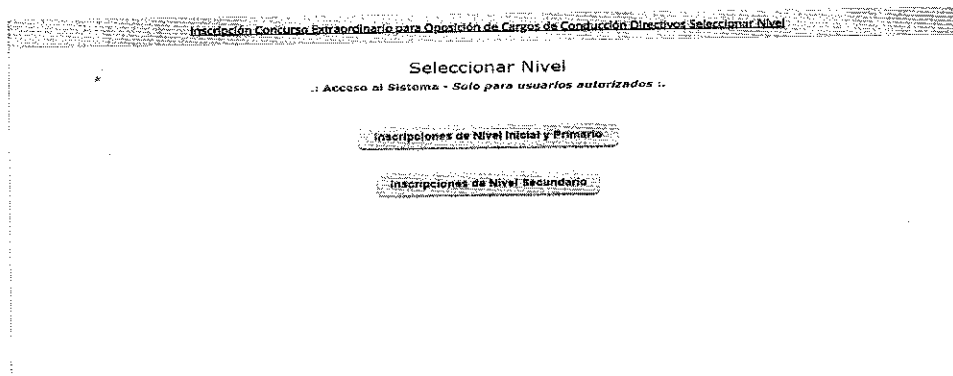 Inscripción Concurso Extraordinario para Oposición de Cargos de Conducción Directivos Seleccionar Nivel
Seleccionar Nivel
.: Acceso al Sistema - Solo para usuarios autorizados :.
Inscripciones de Nivel Inicial y Primario
Inscripciones de Nivel Secundario